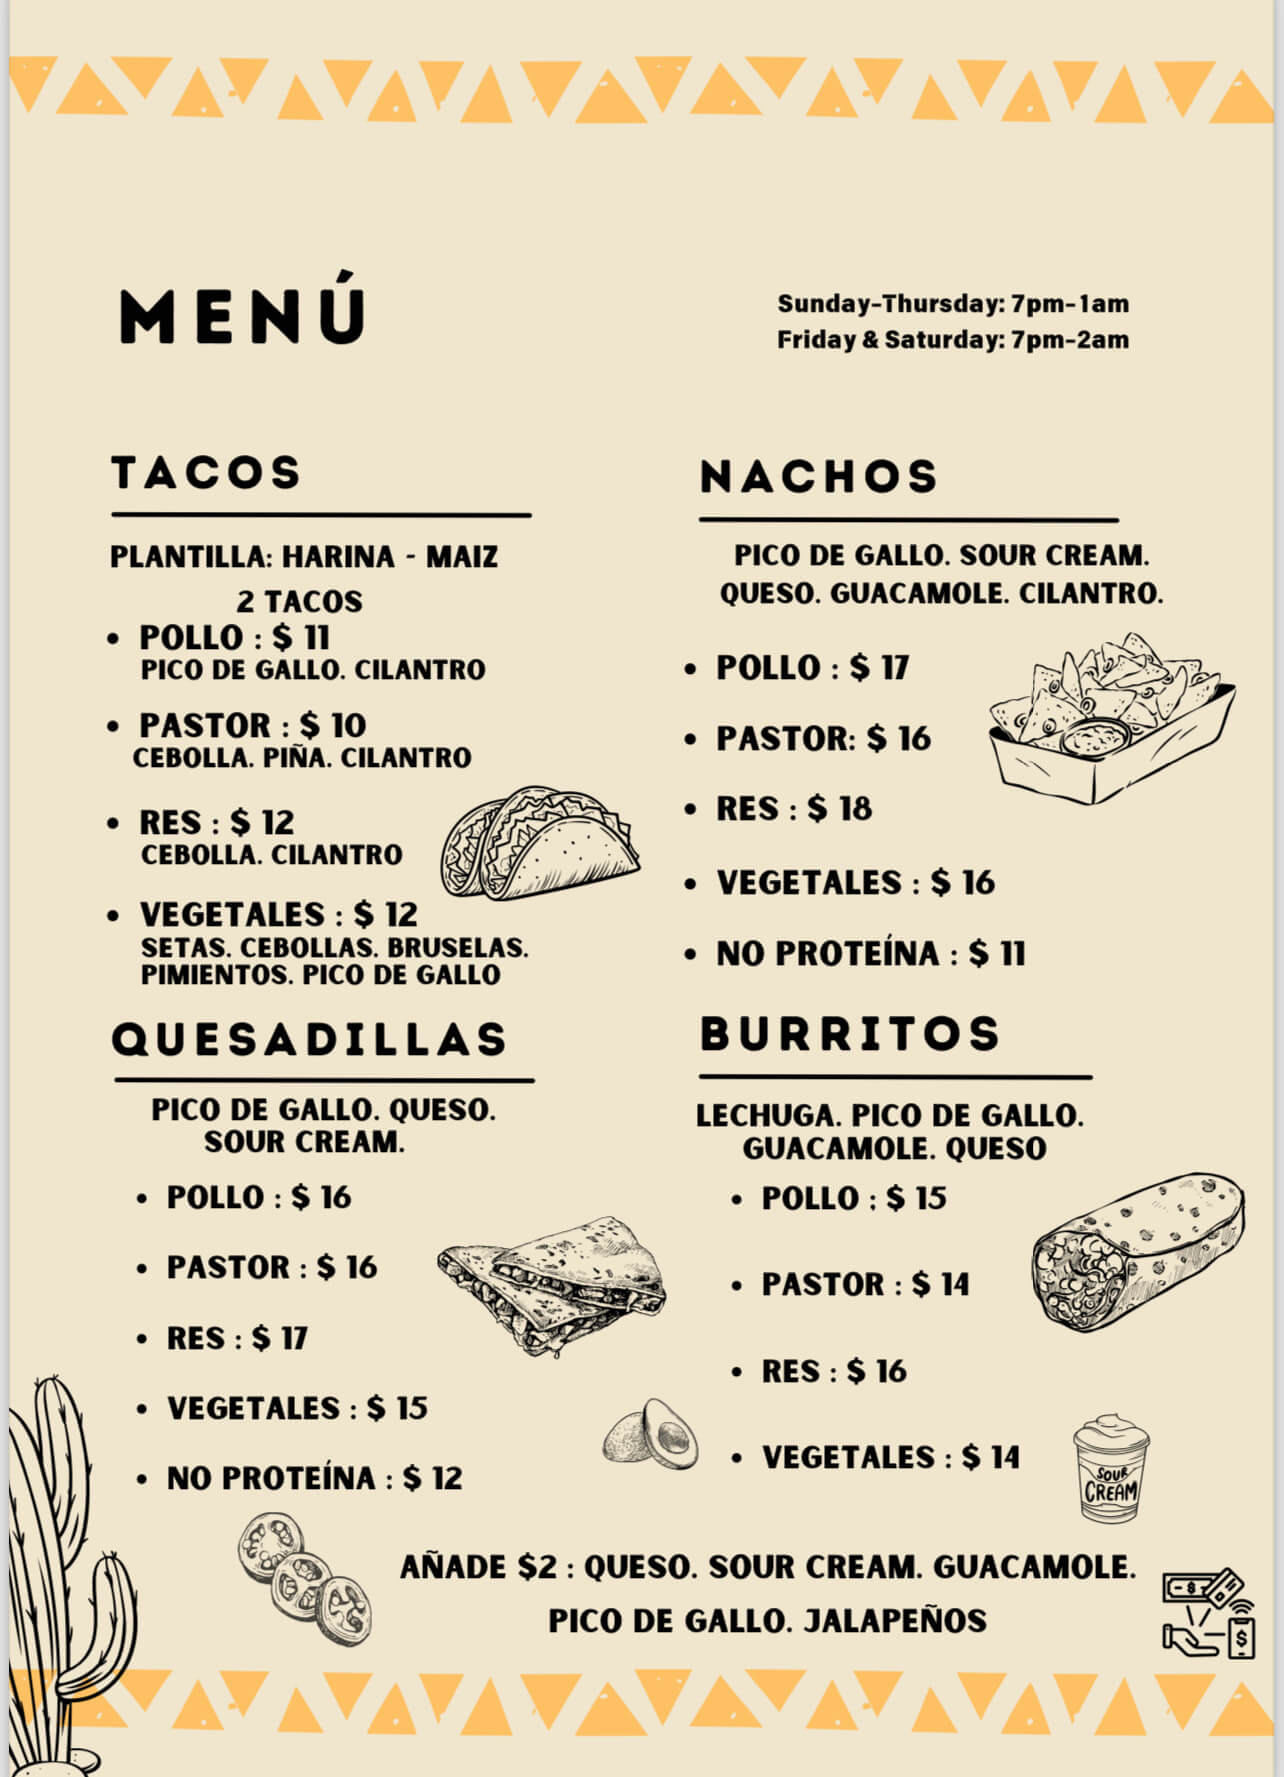 MENÚ
Sunday-Thursday: 7pm-1am
Friday & Saturday: 7pm-2am
TACOS
PLANTILLA: HARINA - MAIZ
2 TACOS
• POLLO : $ 11
PICO DE GALLO. CILANTRO
• PASTOR : $ 10
CEBOLLA. PIÑA. CILANTRO
• RES : $ 12
CEBOLLA. CILANTRO
• VEGETALES : $ 12
SETAS. CEBOLLAS. BRUSELAS.
PIMIENTOS. PICO DE GALLO
NACHOS
PICO DE GALLO. SOUR CREAM.
QUESO. GUACAMOLE. CILANTRO.
• POLLO : $ 17
• PASTOR: $ 16
• RES : $ 18
• VEGETALES : $ 16
• NO PROTEÍNA : $ 11
QUESADILLAS
PICO DE GALLO. QUESO.
SOUR CREAM.
• POLLO : $ 16
• PASTOR : $ 16
• RES : $ 17
• VEGETALES : $ 15
• NO PROTEÍNA : $ 12
BURRITOS
LECHUGA. PICO DE GALLO.
GUACAMOLE. QUESO
• POLLO ; $ 15
• PASTOR : $ 14
• RES : $ 16
• VEGETALES : $ 14
SOUR
CREAM
AÑADE $2 : QUESO. SOUR CREAM. GUACAMOLE.
PICO DE GALLO. JALAPEÑOS